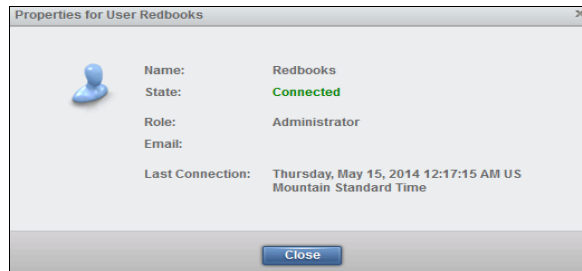 Properties for User Redbooks
Name: Redbooks
State: Connected
Role: Administrator
Email:
Last Connection: Thursday, May 15, 2014 12:17:15 AM US
Mountain Standard Time
Close